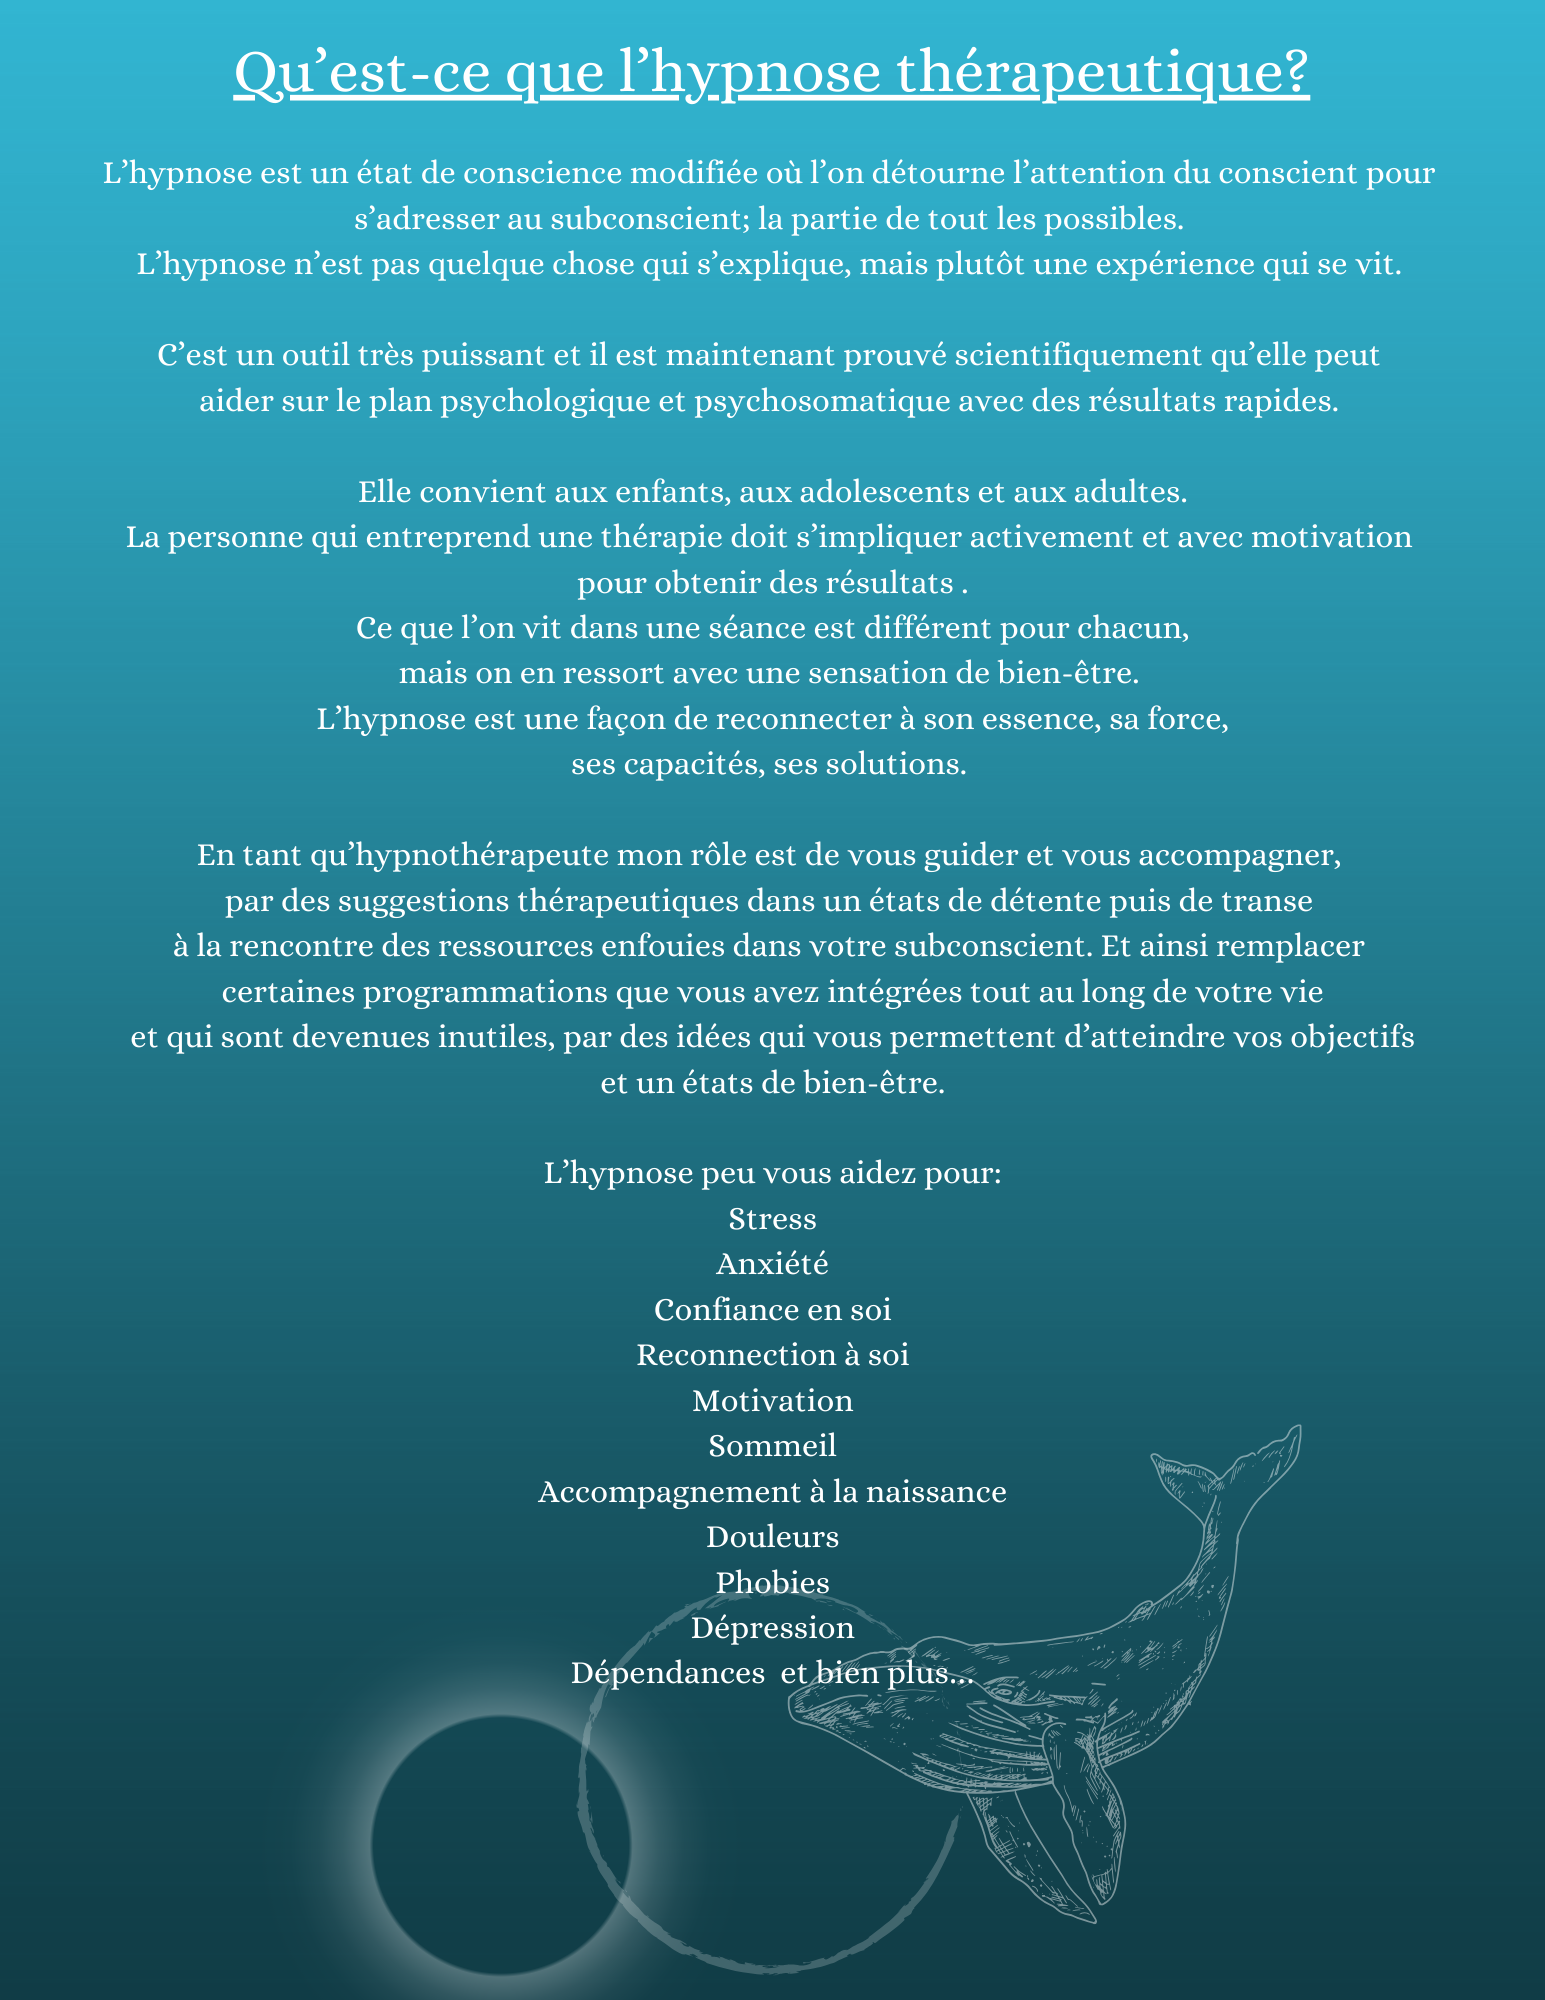 Qu’est-ce que l’hypnose thérapeutique?
L’hypnose est un état de conscience modifiée où l’on détourne l’attention du conscient pour
s’adresser au subconscient; la partie de tout les possibles.
L’hypnose n’est pas quelque chose qui s’explique, mais plutôt une expérience qui se vit.
C’est un outil très puissant et il est maintenant prouvé scientifiquement qu’elle peut
aider sur le plan psychologique et psychosomatique avec des résultats rapides.
Elle convient aux enfants, aux adolescents et aux adultes.
La personne qui entreprend une thérapie doit s’impliquer activement et avec motivation
pour obtenir des résultats .
Ce que l’on vit dans une séance est différent pour chacun,
mais on en ressort avec une sensation de bien-être.
L’hypnose est une façon de reconnecter à son essence, sa force,
ses capacités, ses solutions.
En tant qu’hypnothérapeute mon rôle est de vous guider et vous accompagner,
par des suggestions thérapeutiques dans un états de détente puis de transe
à la rencontre des ressources enfouies dans votre subconscient. Et ainsi remplacer
certaines programmations que vous avez intégrées tout au long de votre vie
et qui sont devenues inutiles, par des idées qui vous permettent d’atteindre vos objectifs
et un états de bien-être.
L’hypnose peu vous aidez pour:
Stress
Anxiété
Confiance en soi
Reconnection à soi
Motivation
Sommeil
Accompagnement à la naissance
Douleurs
Phobies
Dépression
Dépendances  et bien plus...